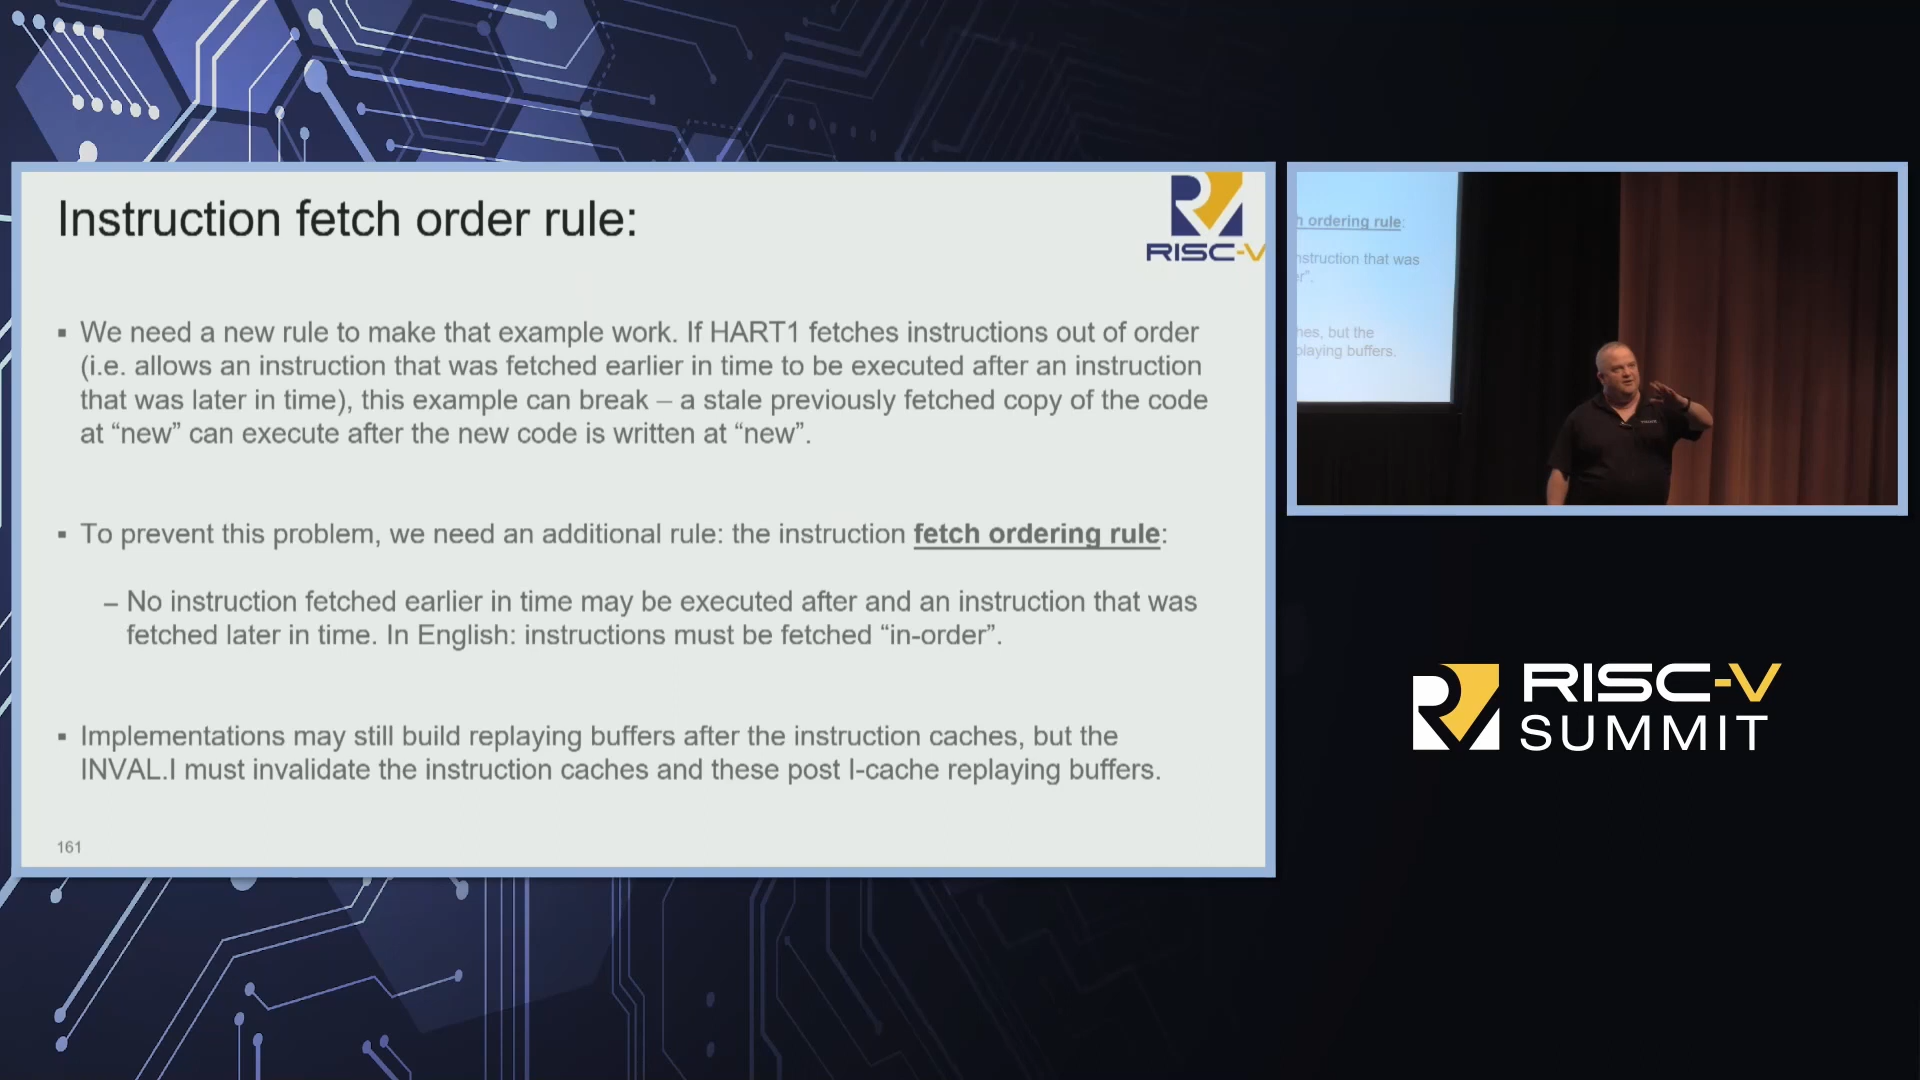 Instruction fetch order rule:
RISC-V
▪ We need a new rule to make that example work. If HART1 fetches instructions out of order
(i.e. allows an instruction that was fetched earlier in time to be executed after an instruction
that was later in time), this example can break – a stale previously fetched copy of the code
at “new” can execute after the new code is written at “new”.
▪ To prevent this problem, we need an additional rule: the instruction fetch ordering rule:
– No instruction fetched earlier in time may be executed after and an instruction that was
fetched later in time. In English: instructions must be fetched “in-order”.
▪ Implementations may still build replaying buffers after the instruction caches, but the
INVAL.I must invalidate the instruction caches and these post I-cache replaying buffers.
161
h ordering rule:
nstruction that was
er”.
hes, but the
playing buffers.
RISC-V
SUMMIT